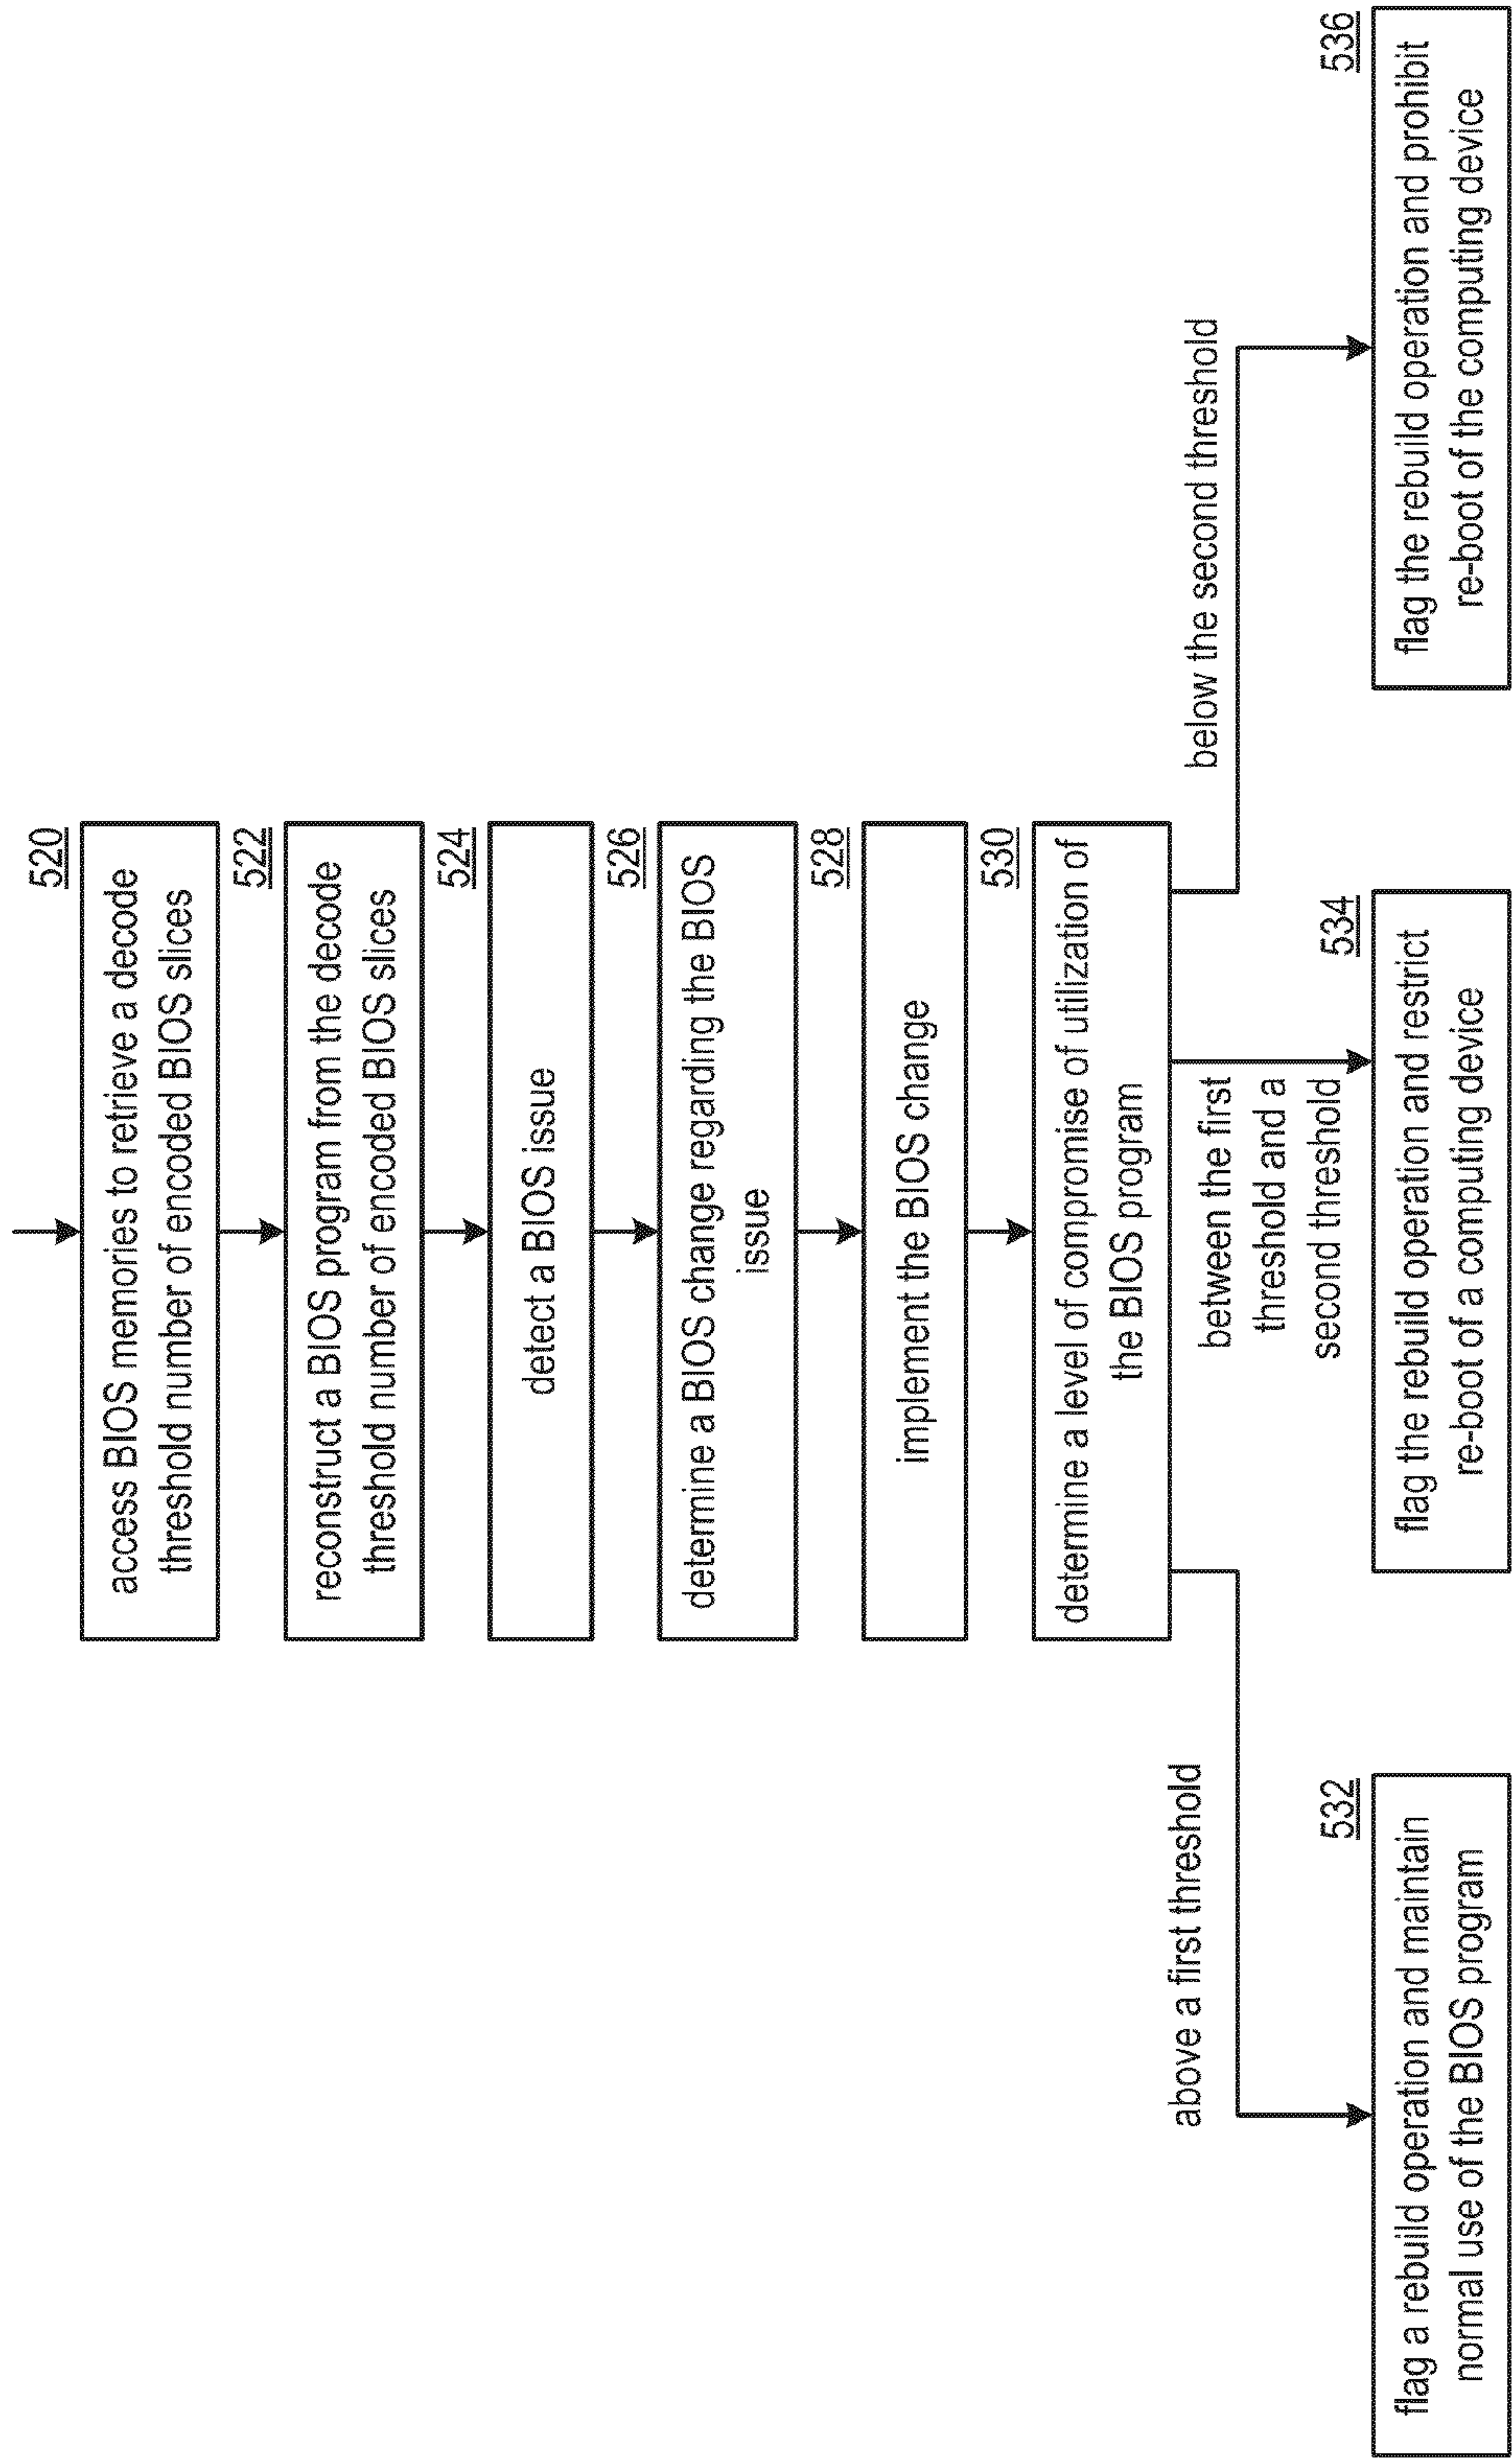 520
access BIOS memories to retrieve a decode
threshold number of encoded BIOS slices
522
reconstruct a BIOS program from the decode
threshold number of encoded BIOS slices
524
detect a BIOS issue
526
determine a BIOS change regarding the BIOS
issue
528
implement the BIOS change
530
determine a level of compromise of utilization of
the BIOS program
above a first threshold
between the first
threshold and a
second threshold
below the second threshold
532
flag a rebuild operation and maintain
normal use of the BIOS program
534
flag the rebuild operation and restrict
re-boot of a computing device
536
flag the rebuild operation and prohibit
re-boot of the computing device